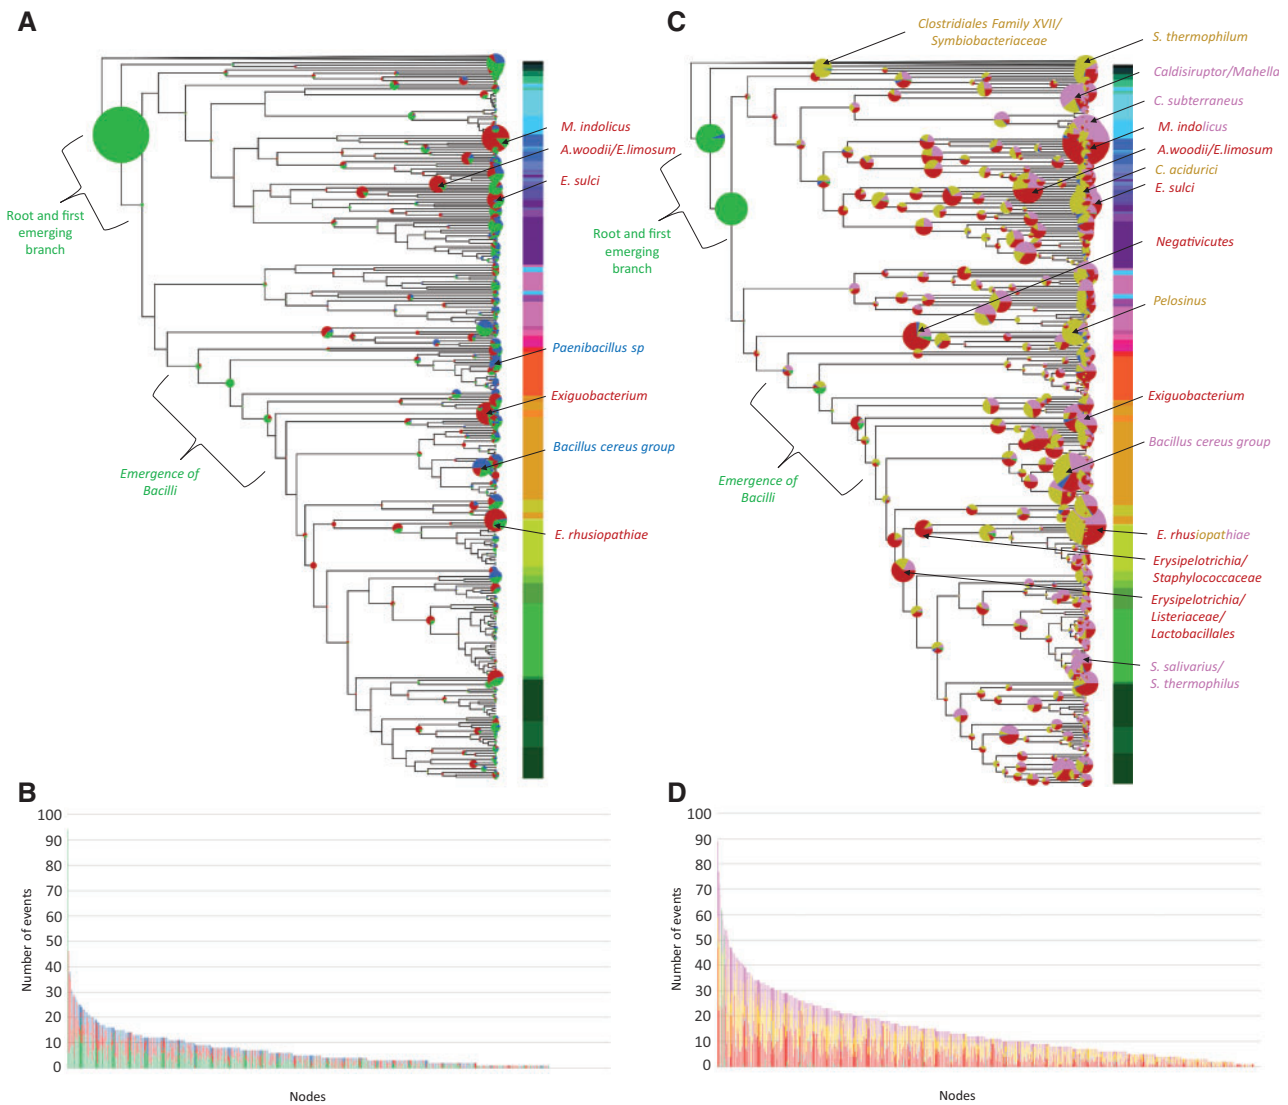 A
M. indolicus
A.woodii/E.limosum
E. sulci
Root and first
emerging
branch
Paenibacillus sp
Exiguobacterium
Bacillus cereus group
Emergence of
Bacilli
E. rhusiopathiae
C
Clostridiales Family XVII/
Symbiobacteriaceae
S. thermophilum
Caldisiruptor/Mahella
C. subterraneus
M. indolicus
A.woodii/E.limosum
C. acidurici
E. sulci
Root and first
emerging
branch
Negativicutes
Pelosinus
Exiguobacterium
Bacillus cereus group
Emergence of
Bacilli
E. rhusiopathiae
Erysipelotrichia/
Staphylococcaceae
Erysipelotrichia/
Listeriaceae/
Lactobacillales
S. salivarius/
S. thermophilus
B
100
90
80
70
60
50
40
30
20
10
0
Number of events
Nodes
D
100
90
80
70
60
50
40
30
20
10
0
Number of events
Nodes